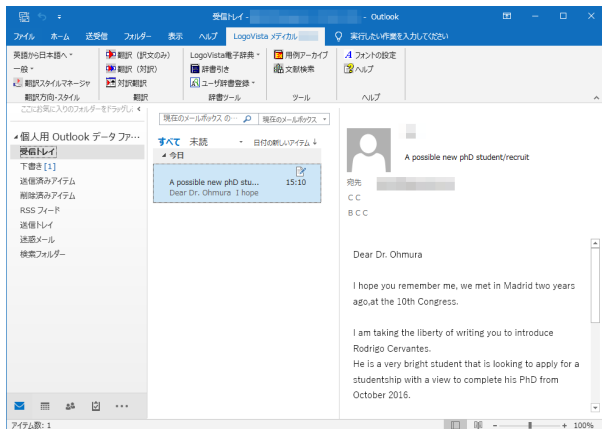 受信トレイ - - Outlook
ファイル ホーム 送受信 フォルダー 表示 ヘルプ LogoVista メディカル 実行したい作業を入力してください
英語から日本語へ 翻訳（訳文のみ） LogoVista電子辞典 用例アーカイブ フォントの設定
一般 翻訳（対訳） 辞書引き 文献検索 ヘルプ
翻訳スタイルマネージャ 対訳翻訳 ユーザ辞書登録
翻訳方向・スタイル 翻訳 辞書ツール ツール ヘルプ
ここにお気に入りのフォルダーをドラッグし
個人用 Outlook データ ファ…
受信トレイ
下書き [1]
送信済みアイテム
削除済みアイテム
RSS フィード
送信トレイ
迷惑メール
検索フォルダー
現在のメールボックス の… 現在のメールボックス
すべて 未読 日付の新しいアイテム ↓
今日
A possible new phD stu... 15:10
Dear Dr. Ohmura I hope
A possible new phD student/recruit
宛先
C C
B C C
Dear Dr. Ohmura
I hope you remember me, we met in Madrid two years
ago,at the 10th Congress.
I am taking the liberty of writing you to introduce
Rodrigo Cervantes.
He is a very bright student that is looking to apply for a
studentship with a view to complete his PhD from
October 2016.
アイテム数: 1 100%